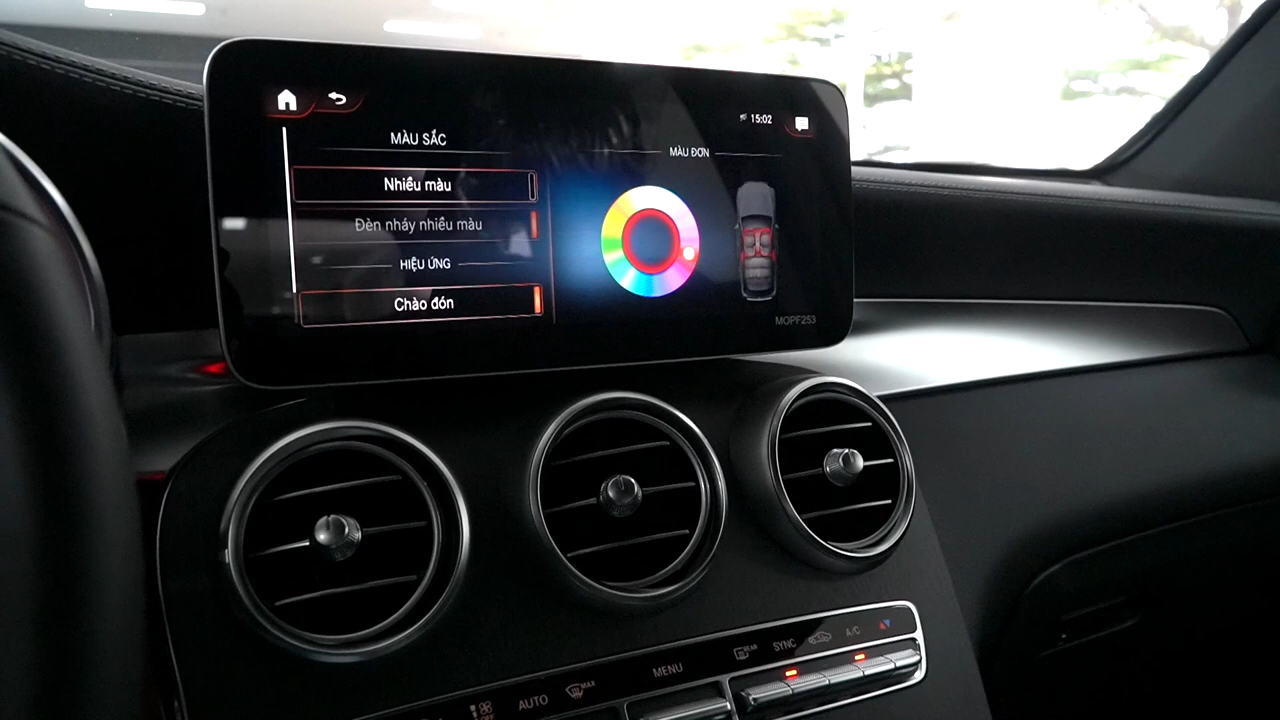 15:02
MÀU SẮC
MÀU ĐƠN
Nhiều màu
Đèn nháy nhiều màu
HIỆU ỨNG
Chào đón
MOPF253
AUTO
MAX
MENU
REAR
SYNC
A/C